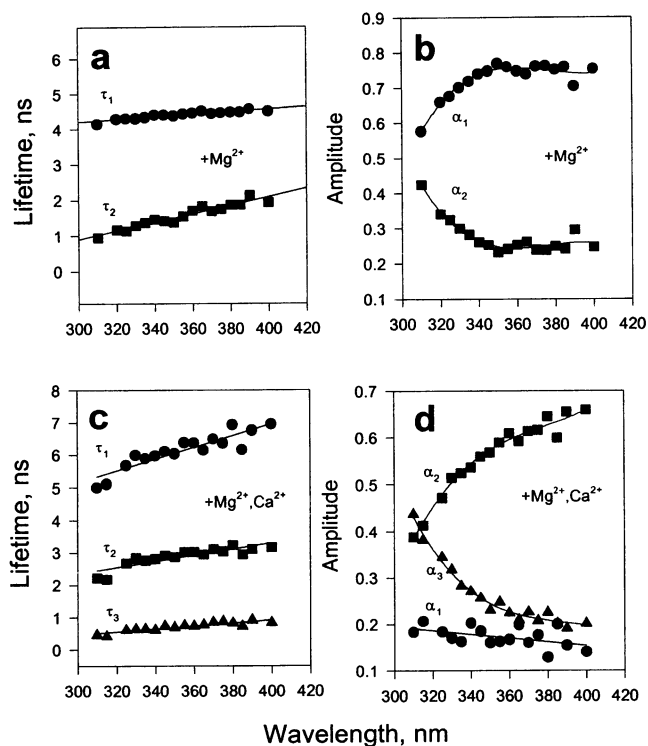 a
b
Lifetime, ns
6
5
4
3
2
1
0
τ1
+Mg2+
τ2
300 320 340 360 380 400 420
Amplitude
0.9
0.8
0.7
0.6
0.5
0.4
0.3
0.2
0.1
α1
+Mg2+
α2
300 320 340 360 380 400 420
c
d
Lifetime, ns
8
7
6
5
4
3
2
1
0
τ1
+Mg2+,Ca2+
τ2
τ3
300 320 340 360 380 400 420
Amplitude
0.7
0.6
0.5
0.4
0.3
0.2
0.1
α2
+Mg2+,Ca2+
α3
α1
300 320 340 360 380 400 420
Wavelength, nm